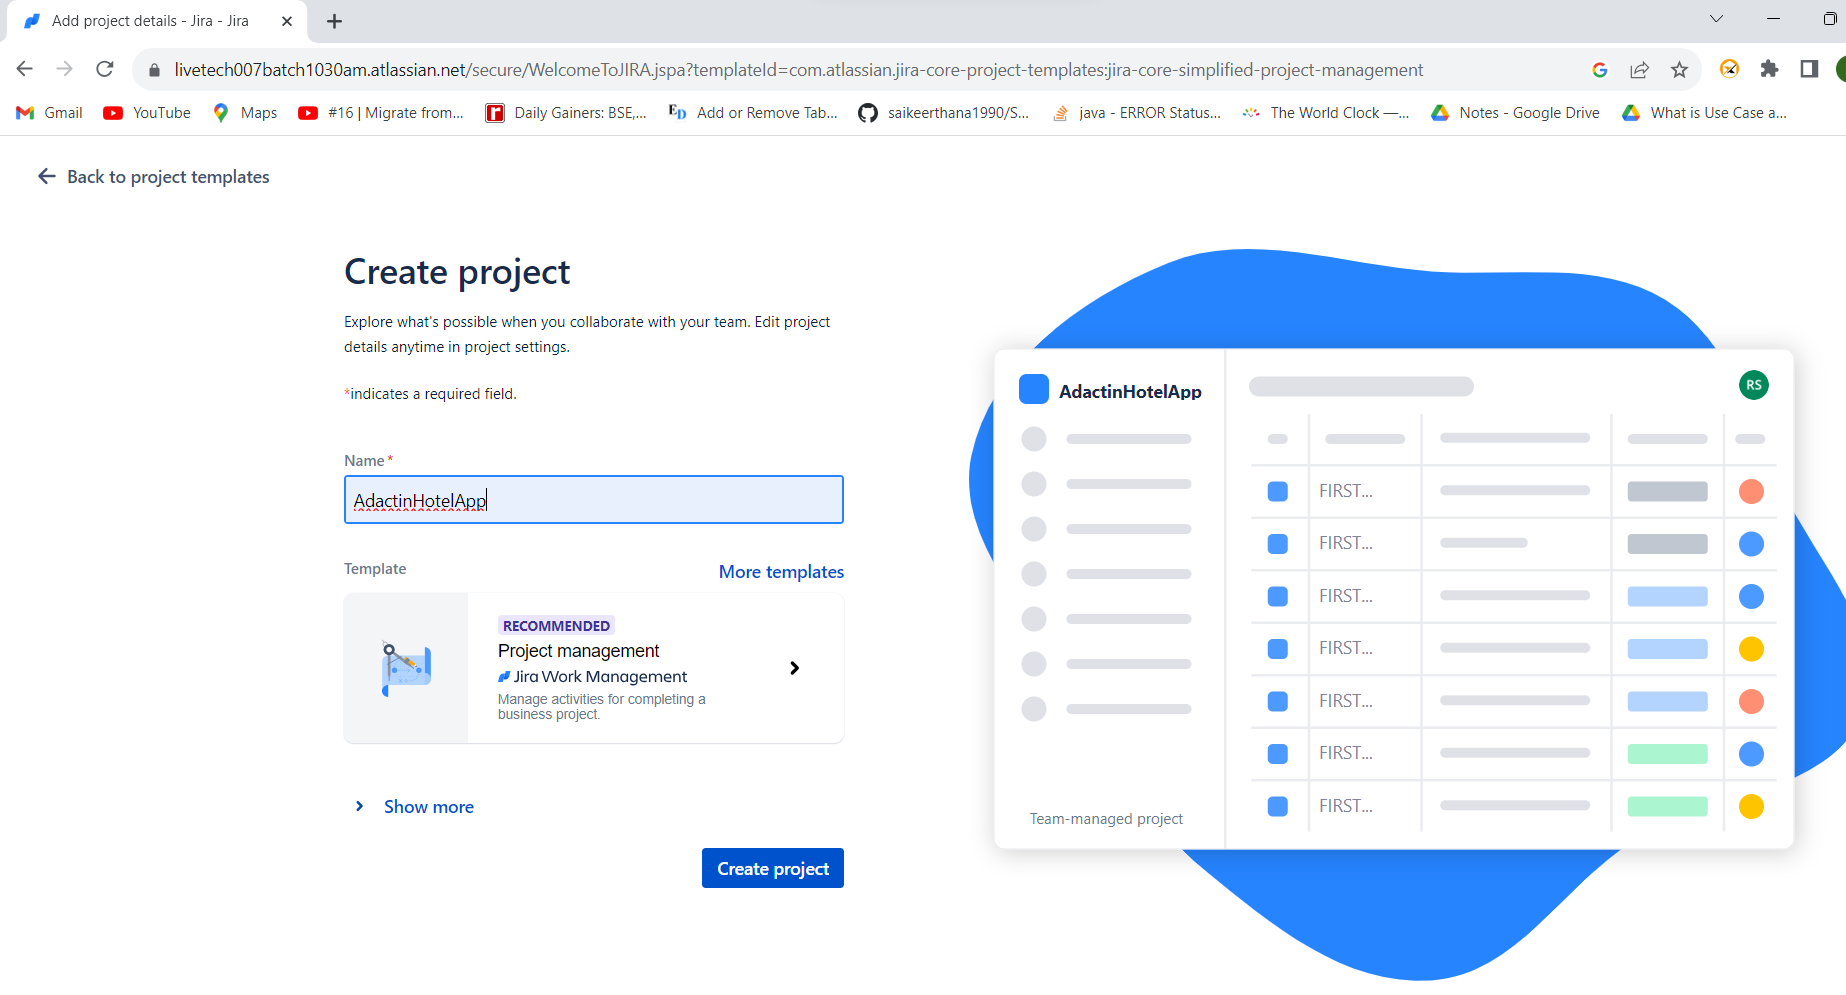 Add project details - Jira - Jira
livetech007batch1030am.atlassian.net/secure/WelcomeToJIRA.jspa?templateId=com.atlassian.jira-core-project-templates:jira-core-simplified-project-management
Gmail YouTube Maps #16 | Migrate from... Daily Gainers: BSE,... Add or Remove Tab... saikeerthana1990/S... java - ERROR Status... The World Clock —... Notes - Google Drive What is Use Case a...
Back to project templates
Create project
Explore what's possible when you collaborate with your team. Edit project
details anytime in project settings.
*indicates a required field.
Name *
AdactinHotelApp
Template More templates
RECOMMENDED
Project management
Jira Work Management
Manage activities for completing a
business project.
Show more
Create project
AdactinHotelApp
RS
FIRST...
FIRST...
FIRST...
FIRST...
FIRST...
FIRST...
FIRST...
Team-managed project